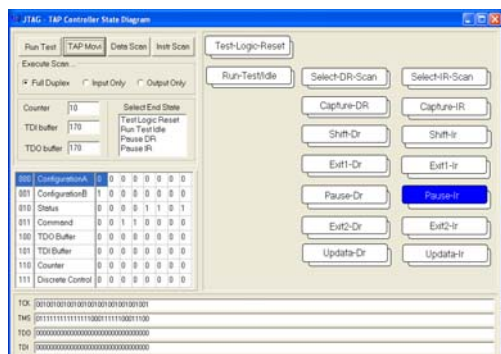 JTAG - TAP Controller State Diagram
Run Test TAP Movi Data Scan Instr Scan
Execute Scan...
Full Duplex Input Only Output Only
Counter 10
TDI buffer 170
TDO buffer 170
Select End State
Test Logic Reset
Run Test Idle
Pause DR
Pause IR
000 ConfigurationA 0 0 0 0 0 0 0 0
001 ConfigurationB 1 0 0 0 0 0 0 0
010 Status 0 0 0 0 1 1 0 1
011 Command 0 0 1 1 0 0 0 0
100 TDO Buffer 0 0 0 0 0 0 0 0
101 TDI Buffer 0 0 0 0 0 0 0 0
110 Counter 0 0 0 0 0 0 0 0
111 Discrete Control 0 0 0 0 0 0 0 0
Test-Logic-Reset
Run-Test/Idle Select-DR-Scan Select-IR-Scan
Capture-DR Capture-IR
Shift-Dr Shift-Ir
Exit1-Dr Exit1-Ir
Pause-Dr Pause-Ir
Exit2-Dr Exit2-Ir
Updata-Dr Updata-Ir
TCK
TMS
TDO
TDI